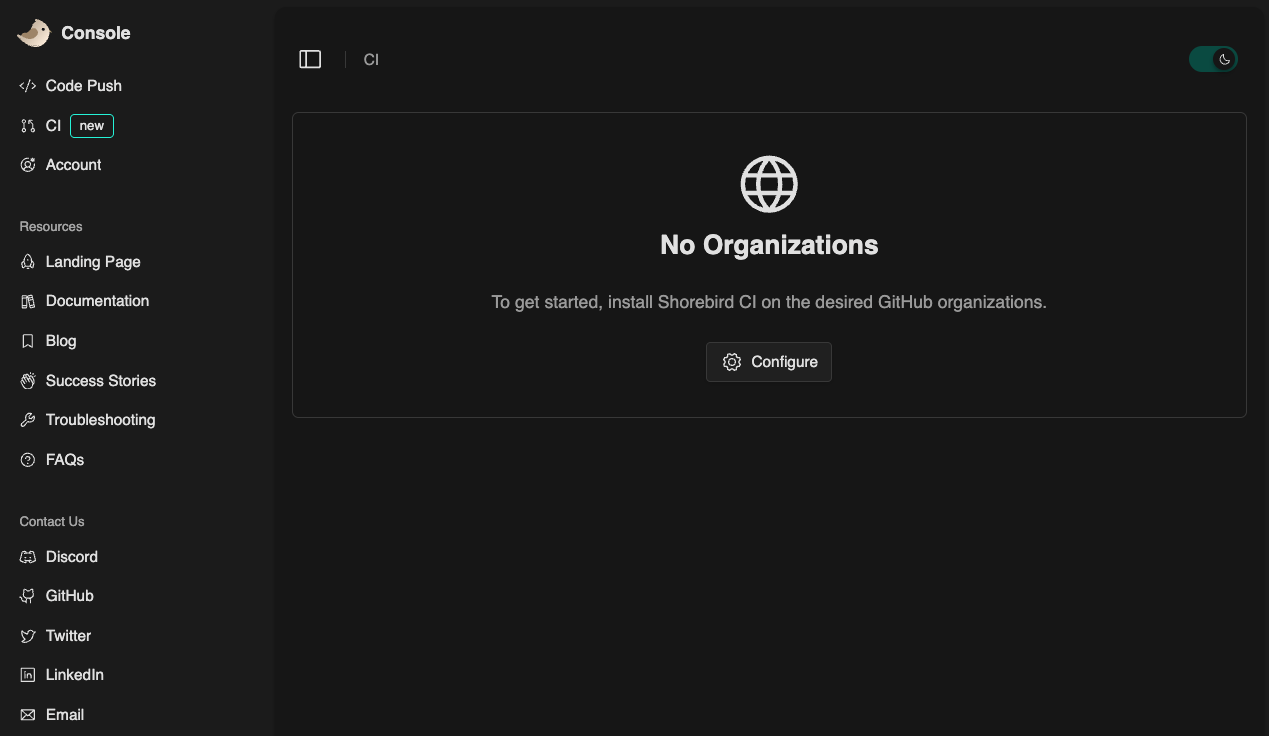 Console
Code Push
CI new
Account
Resources
Landing Page
Documentation
Blog
Success Stories
Troubleshooting
FAQs
Contact Us
Discord
GitHub
Twitter
LinkedIn
Email
CI
No Organizations
To get started, install Shorebird CI on the desired GitHub organizations.
Configure